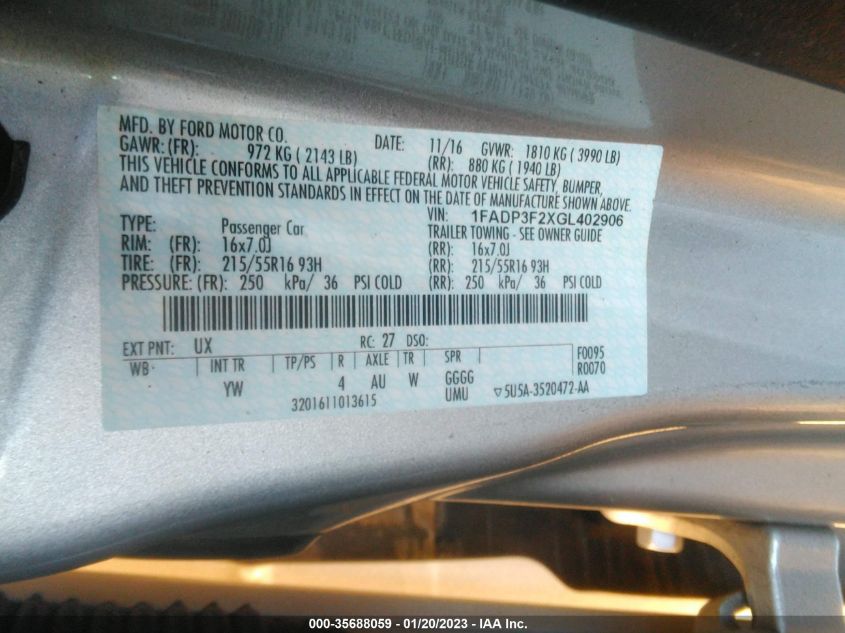 MFD. BY FORD MOTOR CO. DATE: 11/16 GVWR: 1810 KG ( 3990 LB)
GAWR: (FR): 972 KG ( 2143 LB) (RR): 880 KG ( 1940 LB)
THIS VEHICLE CONFORMS TO ALL APPLICABLE FEDERAL MOTOR VEHICLE SAFETY, BUMPER,
AND THEFT PREVENTION STANDARDS IN EFFECT ON THE DATE OF MANUFACTURE SHOWN ABOVE.
VIN: 1FADP3F2XGL402906
TYPE: Passenger Car TRAILER TOWING - SEE OWNER GUIDE
RIM: (FR): 16x7.0J (RR): 16x7.0J
TIRE: (FR): 215/55R16 93H (RR): 215/55R16 93H
PRESSURE: (FR): 250 kPa/ 36 PSI COLD (RR): 250 kPa/ 36 PSI COLD
EXT PNT: UX RC: 27 DSO: F0095
WB INT TR TP/PS R AXLE TR SPR R0070
YW 4 AU W GGGG
3201611013615 UMU 5U5A-3520472-AA
000-35688059 — 01/20/2023 — IAA Inc.